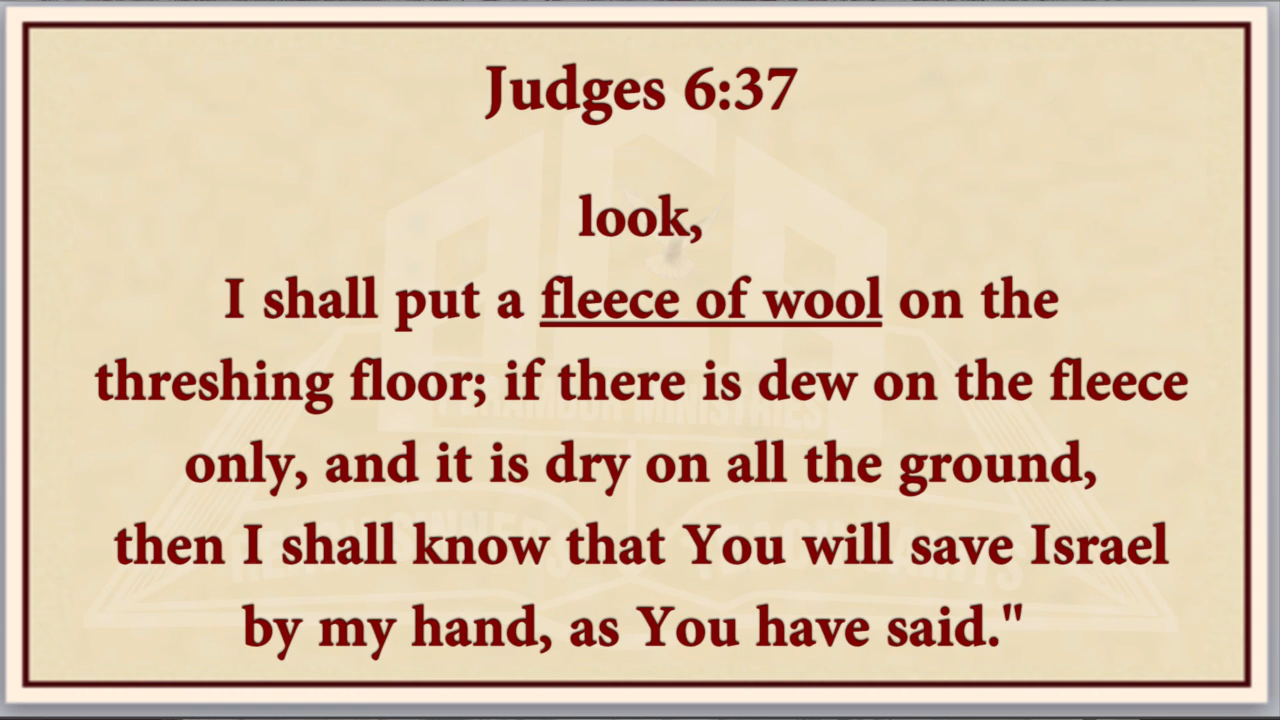 Judges 6:37
look,
I shall put a fleece of wool on the
threshing floor; if there is dew on the fleece
only, and it is dry on all the ground,
then I shall know that You will save Israel
by my hand, as You have said."